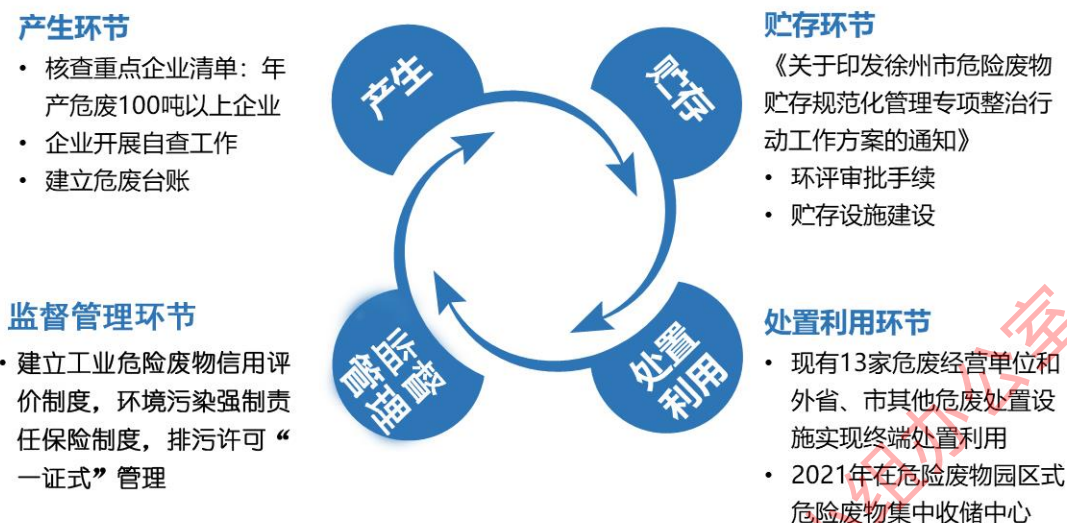 产生环节
• 核查重点企业清单：年
产危废100吨以上企业
• 企业开展自查工作
• 建立危废台账
产生
贮存
贮存环节
《关于印发徐州市危险废物
贮存规范化管理专项整治行
动工作方案的通知》
• 环评审批手续
• 贮存设施建设
监督管理环节
• 建立工业危险废物信用评
价制度，环境污染强制责
任保险制度，排污许可“
一证式”管理
监督
管理
处置
利用
处置利用环节
• 现有13家危废经营单位和
外省、市其他危废处置设
施实现终端处置利用
• 2021年在危险废物园区式
危险废物集中收储中心
组办公室